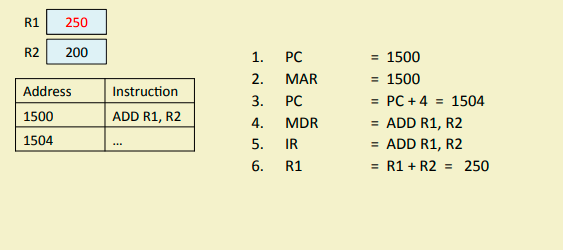 R1 250
R2 200
Address Instruction
1500 ADD R1, R2
1504 ...
1. PC = 1500
2. MAR = 1500
3. PC = PC + 4 = 1504
4. MDR = ADD R1, R2
5. IR = ADD R1, R2
6. R1 = R1 + R2 = 250